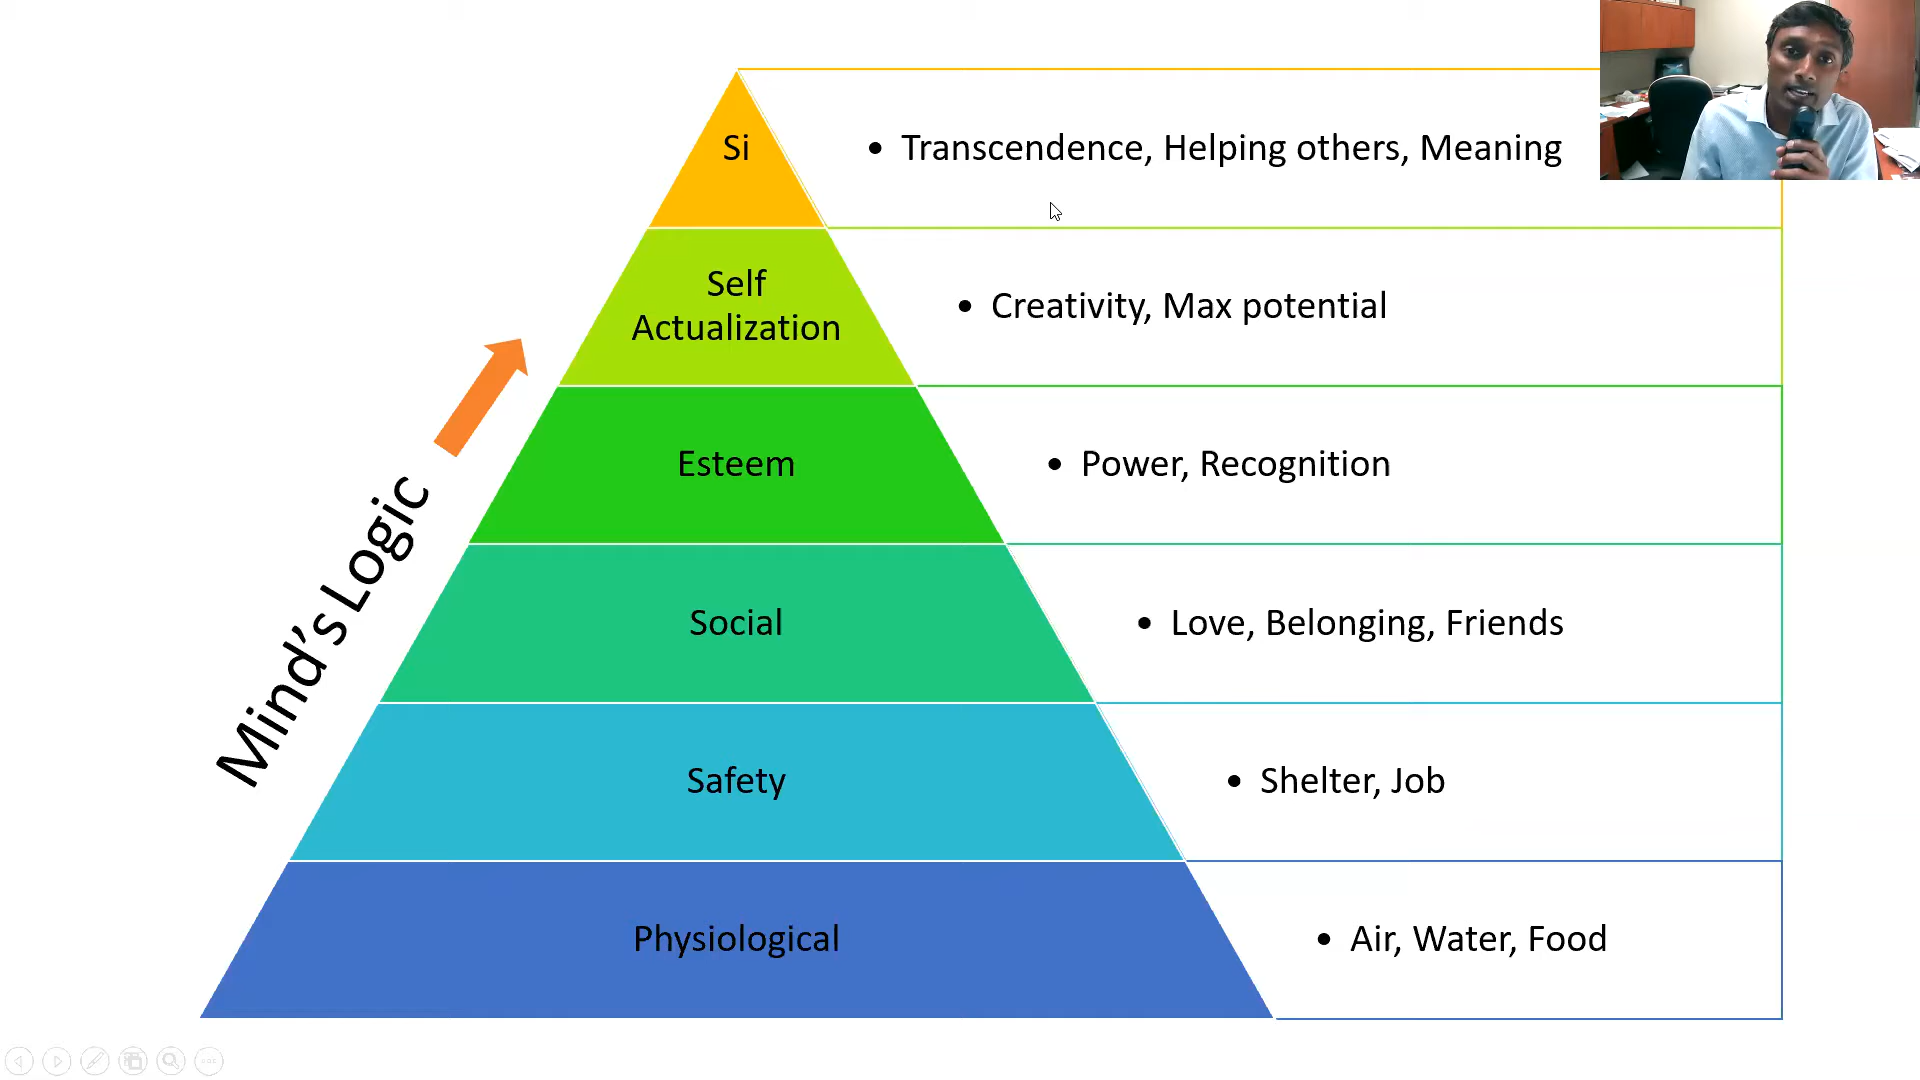 Si
• Transcendence, Helping others, Meaning
Self
Actualization
• Creativity, Max potential
Esteem
• Power, Recognition
Mind's Logic
Social
• Love, Belonging, Friends
Safety
• Shelter, Job
Physiological
• Air, Water, Food